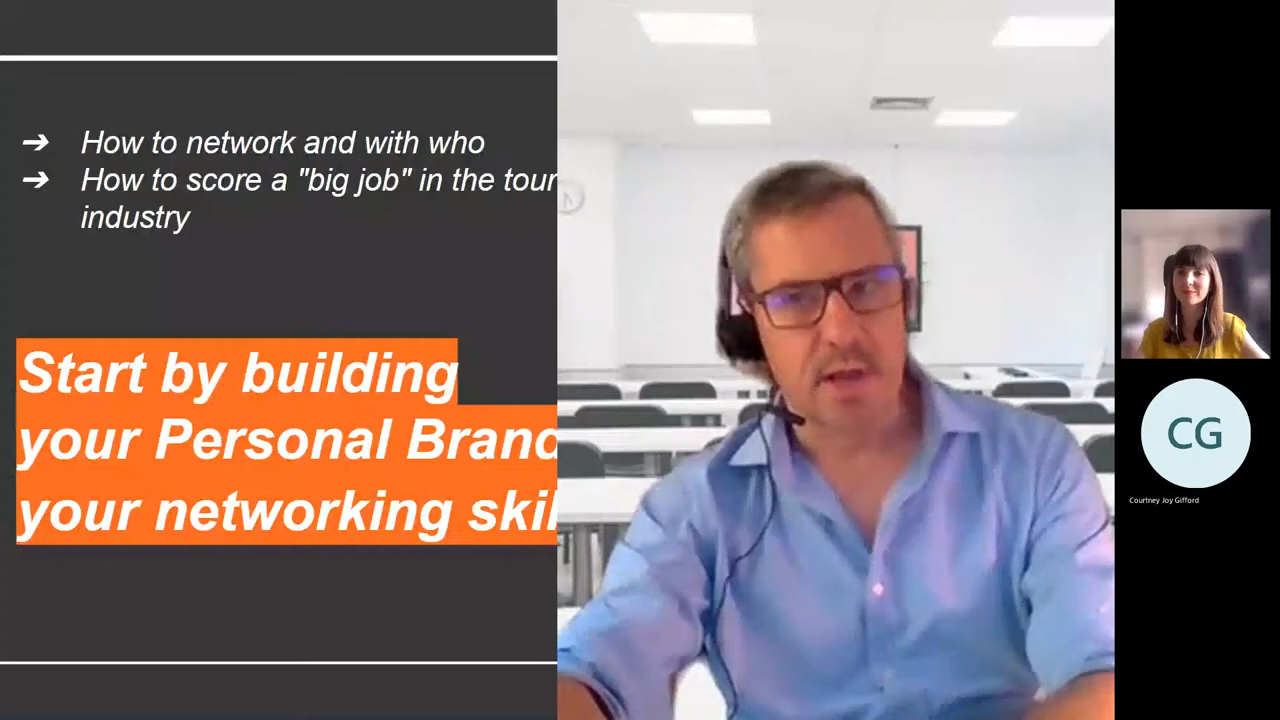 How to network and with who
How to score a "big job" in the tour
industry
Start by building
your Personal Brand
your networking skil
CG
Courtney Joy Gifford